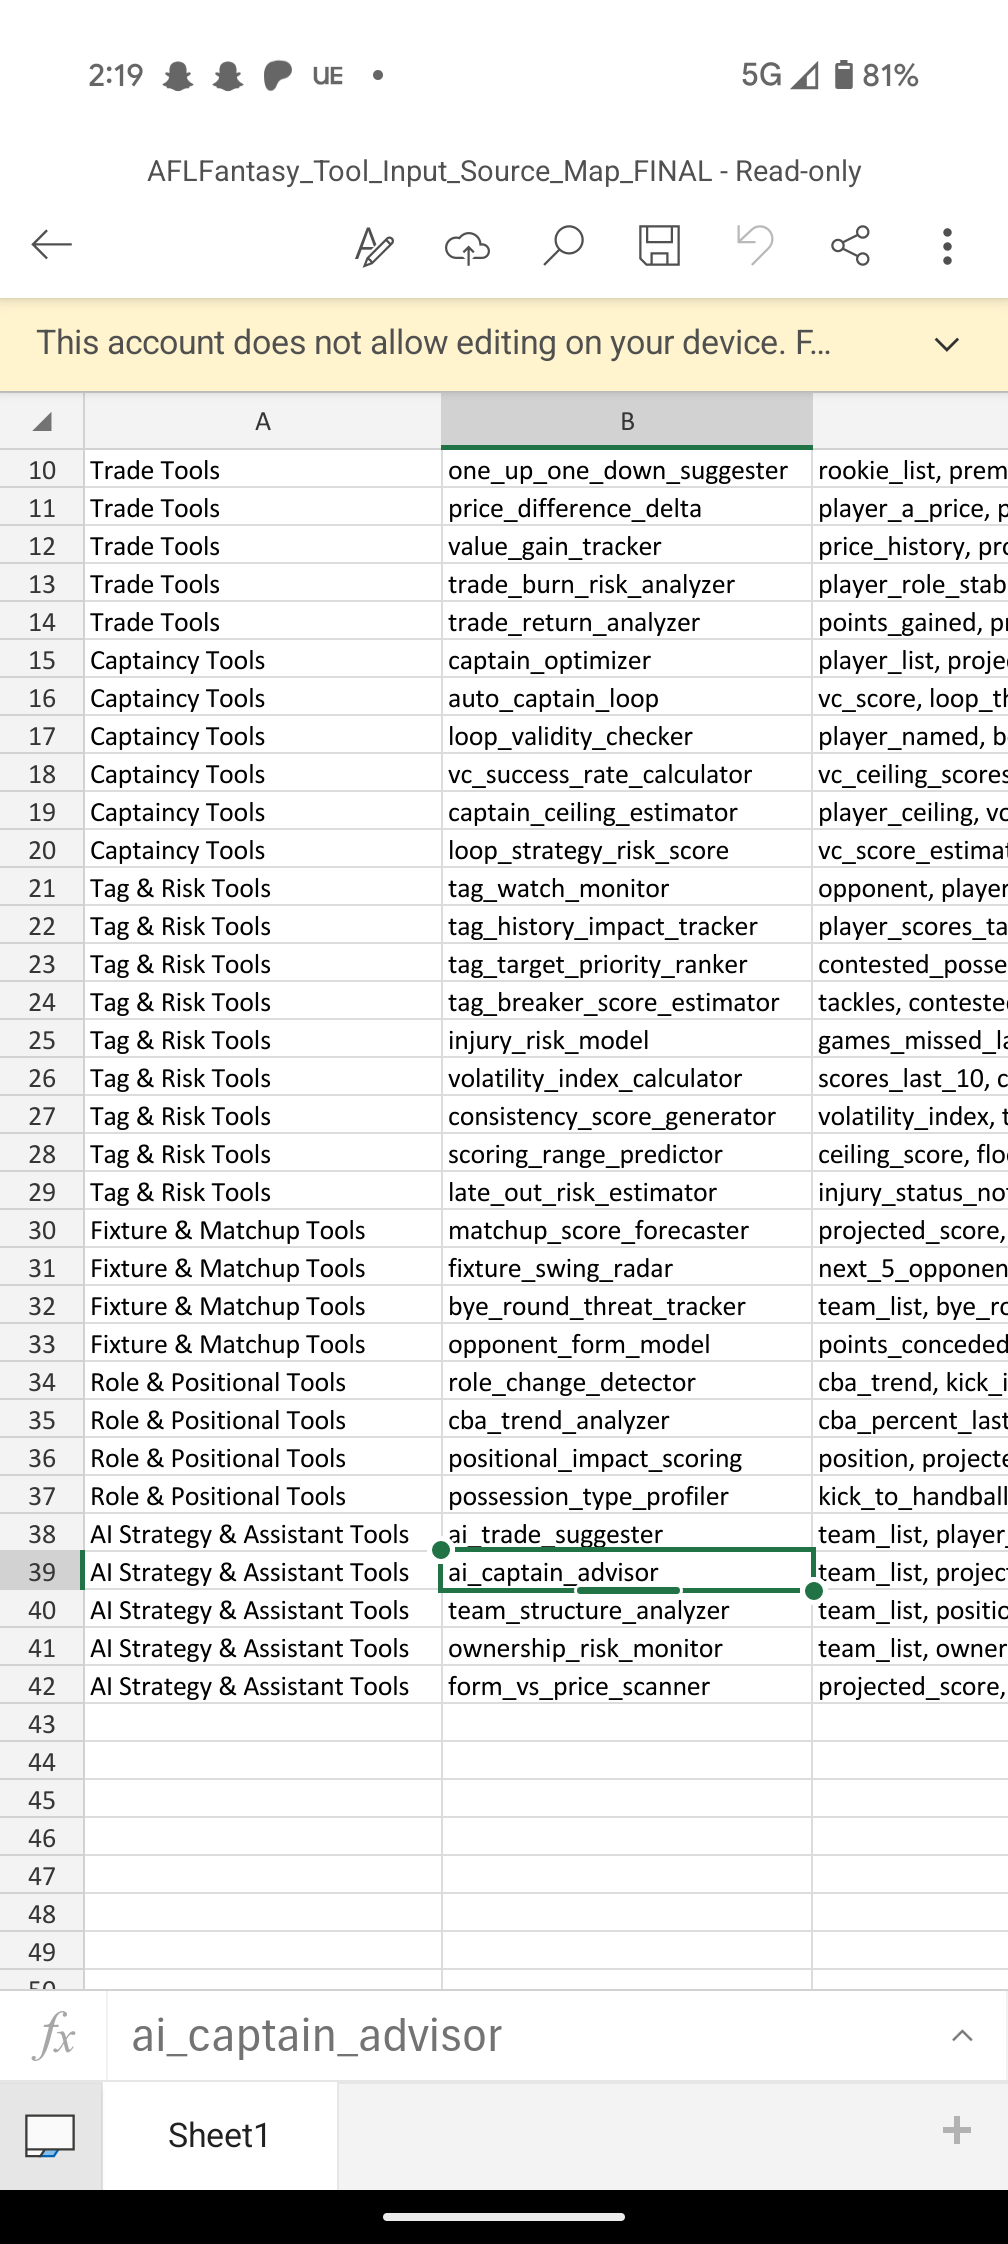 2:19 UE 5G 81%
AFLFantasy_Tool_Input_Source_Map_FINAL - Read-only
This account does not allow editing on your device. F...
A B
10 Trade Tools one_up_one_down_suggester rookie_list, prem
11 Trade Tools price_difference_delta player_a_price, p
12 Trade Tools value_gain_tracker price_history, pro
13 Trade Tools trade_burn_risk_analyzer player_role_stab
14 Trade Tools trade_return_analyzer points_gained, pr
15 Captaincy Tools captain_optimizer player_list, proje
16 Captaincy Tools auto_captain_loop vc_score, loop_th
17 Captaincy Tools loop_validity_checker player_named, b
18 Captaincy Tools vc_success_rate_calculator vc_ceiling_scores
19 Captaincy Tools captain_ceiling_estimator player_ceiling, vc
20 Captaincy Tools loop_strategy_risk_score vc_score_estimat
21 Tag & Risk Tools tag_watch_monitor opponent, player
22 Tag & Risk Tools tag_history_impact_tracker player_scores_ta
23 Tag & Risk Tools tag_target_priority_ranker contested_posse
24 Tag & Risk Tools tag_breaker_score_estimator tackles, contested
25 Tag & Risk Tools injury_risk_model games_missed_la
26 Tag & Risk Tools volatility_index_calculator scores_last_10, c
27 Tag & Risk Tools consistency_score_generator volatility_index, t
28 Tag & Risk Tools scoring_range_predictor ceiling_score, floo
29 Tag & Risk Tools late_out_risk_estimator injury_status_not
30 Fixture & Matchup Tools matchup_score_forecaster projected_score,
31 Fixture & Matchup Tools fixture_swing_radar next_5_opponen
32 Fixture & Matchup Tools bye_round_threat_tracker team_list, bye_ro
33 Fixture & Matchup Tools opponent_form_model points_conceded
34 Role & Positional Tools role_change_detector cba_trend, kick_i
35 Role & Positional Tools cba_trend_analyzer cba_percent_last
36 Role & Positional Tools positional_impact_scoring position, projecte
37 Role & Positional Tools possession_type_profiler kick_to_handball
38 AI Strategy & Assistant Tools ai_trade_suggester team_list, player_
39 AI Strategy & Assistant Tools ai_captain_advisor team_list, project
40 AI Strategy & Assistant Tools team_structure_analyzer team_list, positio
41 AI Strategy & Assistant Tools ownership_risk_monitor team_list, owner
42 AI Strategy & Assistant Tools form_vs_price_scanner projected_score,
43
44
45
46
47
48
49
50
fx ai_captain_advisor
Sheet1